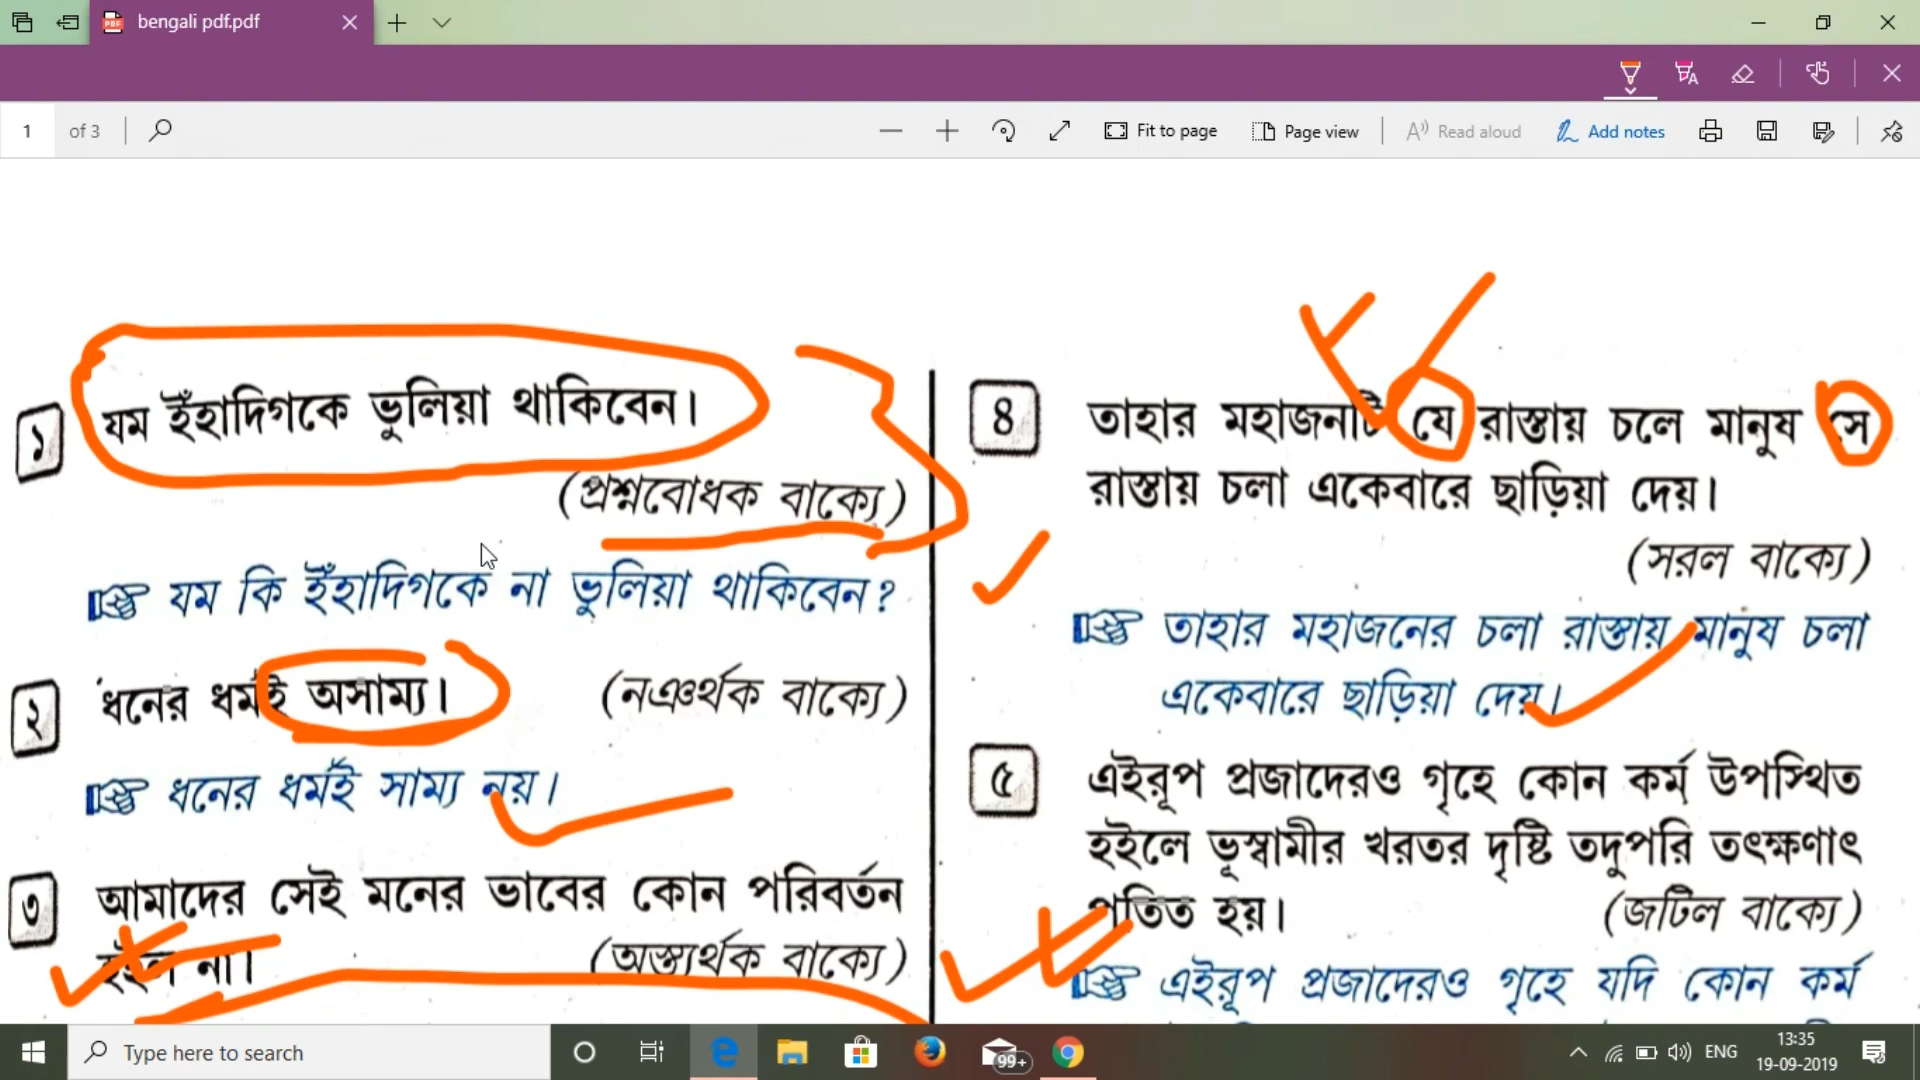 bengali pdf.pdf
1 of 3
Fit to page
Page view
Read aloud
Add notes
১ যম ইঁহাদিগকে ভুলিয়া থাকিবেন।
(প্রশ্নবোধক বাক্যে)
যম কি ইঁহাদিগকে না ভুলিয়া থাকিবেন?
২ ধনের ধর্মই অসাম্য।
(নঞর্থক বাক্যে)
ধনের ধর্মই সাম্য নয়।
৩ আমাদের সেই মনের ভাবের কোন পরিবর্তন
হইল না।
(অস্ত্যর্থক বাক্যে)
৪ তাহার মহাজনটি যে রাস্তায় চলে মানুষ সে
রাস্তায় চলা একেবারে ছাড়িয়া দেয়।
(সরল বাক্যে)
তাহার মহাজনের চলা রাস্তায় মানুষ চলা
একেবারে ছাড়িয়া দেয়।
৫ এইরূপ প্রজাদেরও গৃহে কোন কর্ম উপস্থিত
হইলে ভূস্বামীর খরতর দৃষ্টি তদুপরি তৎক্ষণাৎ
পতিত হয়।
(জটিল বাক্যে)
এইরূপ প্রজাদেরও গৃহে যদি কোন কর্ম
Type here to search
99+
ENG
13:35
19-09-2019